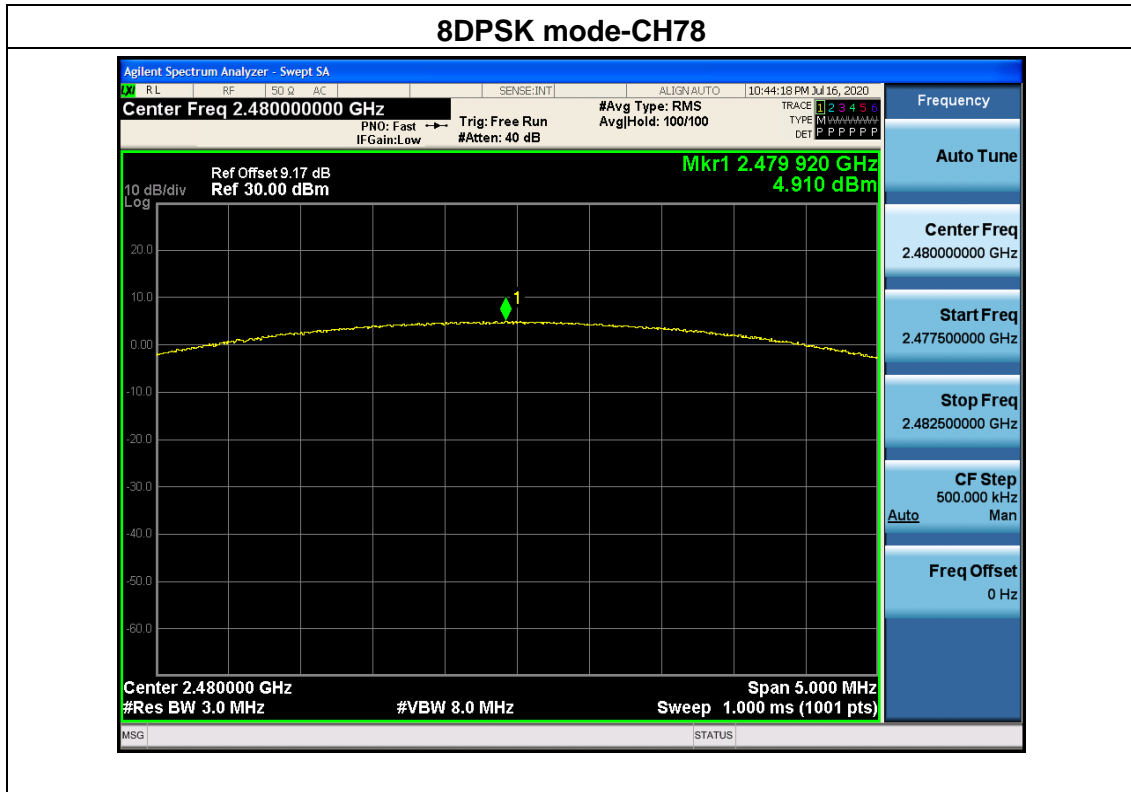 8DPSK mode-CH78
Agilent Spectrum Analyzer - Swept SA
LXI RL RF 50 Ω AC SENSE:INT ALIGN AUTO 10:44:18 PM Jul 16, 2020
Center Freq 2.480000000 GHz
PNO: Fast
IFGain:Low
Trig: Free Run
#Atten: 40 dB
#Avg Type: RMS
Avg|Hold: 100/100
TRACE 1 2 3 4 5 6
TYPE M WWWWW
DET P P P P P P
Ref Offset 9.17 dB
Ref 30.00 dBm
10 dB/div
Log
Mkr1 2.479 920 GHz
4.910 dBm
20.0
10.0
0.00
-10.0
-20.0
-30.0
-40.0
-50.0
-60.0
1
Center 2.480000 GHz
Span 5.000 MHz
#Res BW 3.0 MHz
#VBW 8.0 MHz
Sweep 1.000 ms (1001 pts)
MSG
STATUS
Frequency
Auto Tune
Center Freq
2.480000000 GHz
Start Freq
2.477500000 GHz
Stop Freq
2.482500000 GHz
CF Step
500.000 kHz
Auto Man
Freq Offset
0 Hz